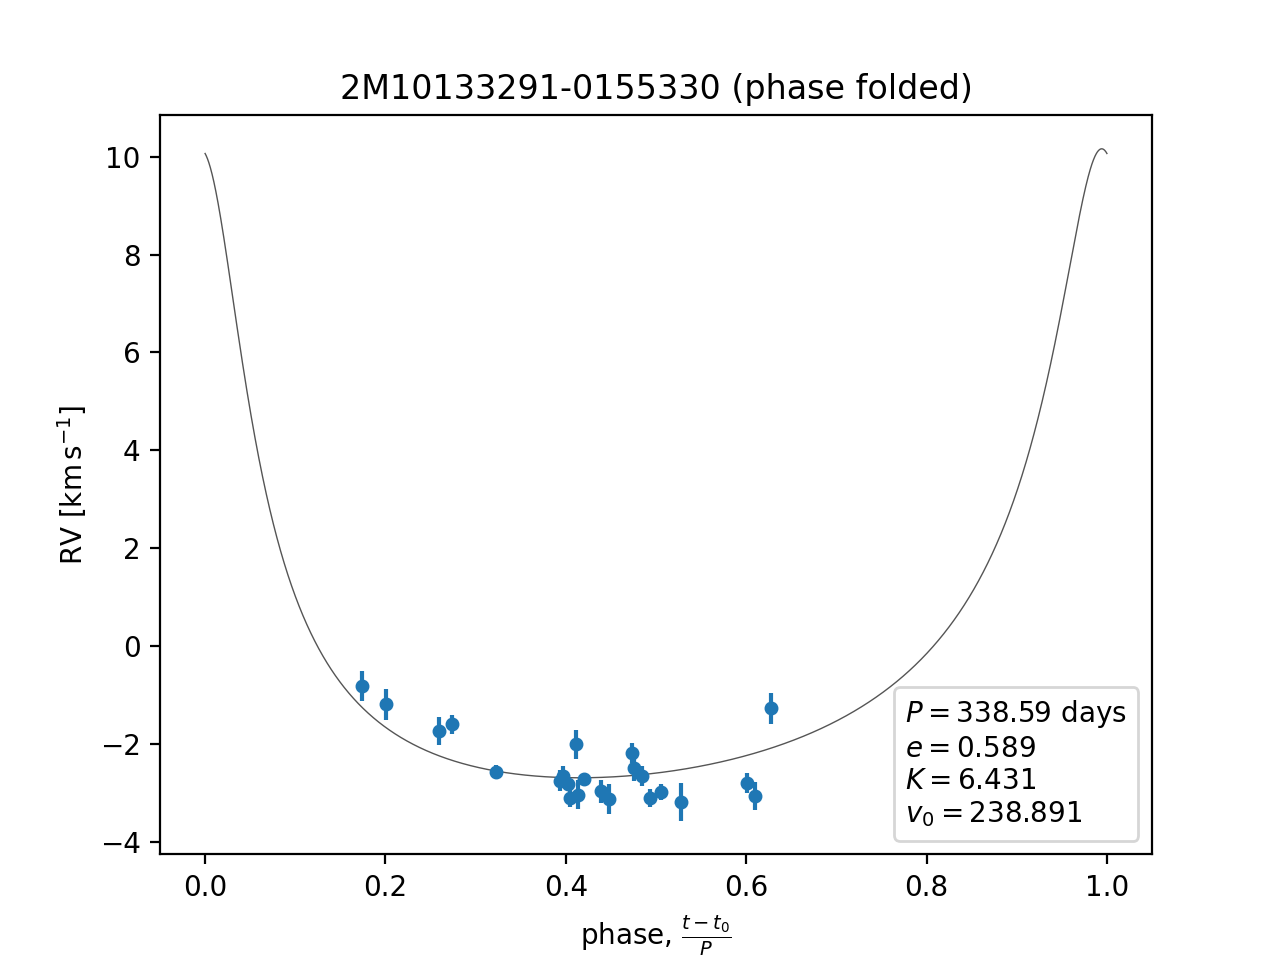 2M10133291-0155330 (phase folded)
10
8
6
4
2
0
−2
−4
RV [km s⁻¹]
P = 338.59 days
e = 0.589
K = 6.431
v₀ = 238.891
0.0 0.2 0.4 0.6 0.8 1.0
phase, (t − t₀)/P